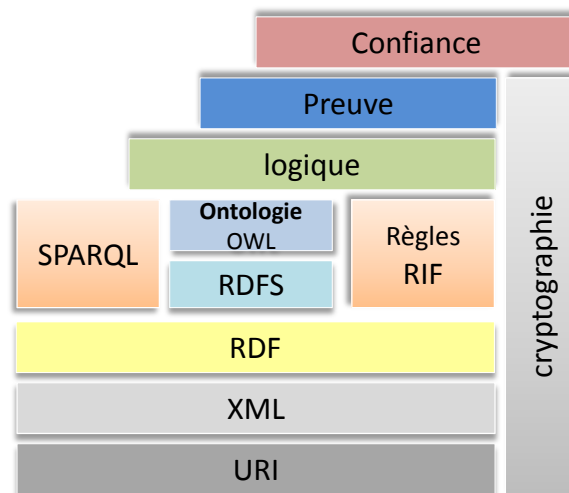 Confiance
Preuve
logique
SPARQL
Ontologie
OWL
RDFS
Règles
RIF
RDF
XML
URI
cryptographie